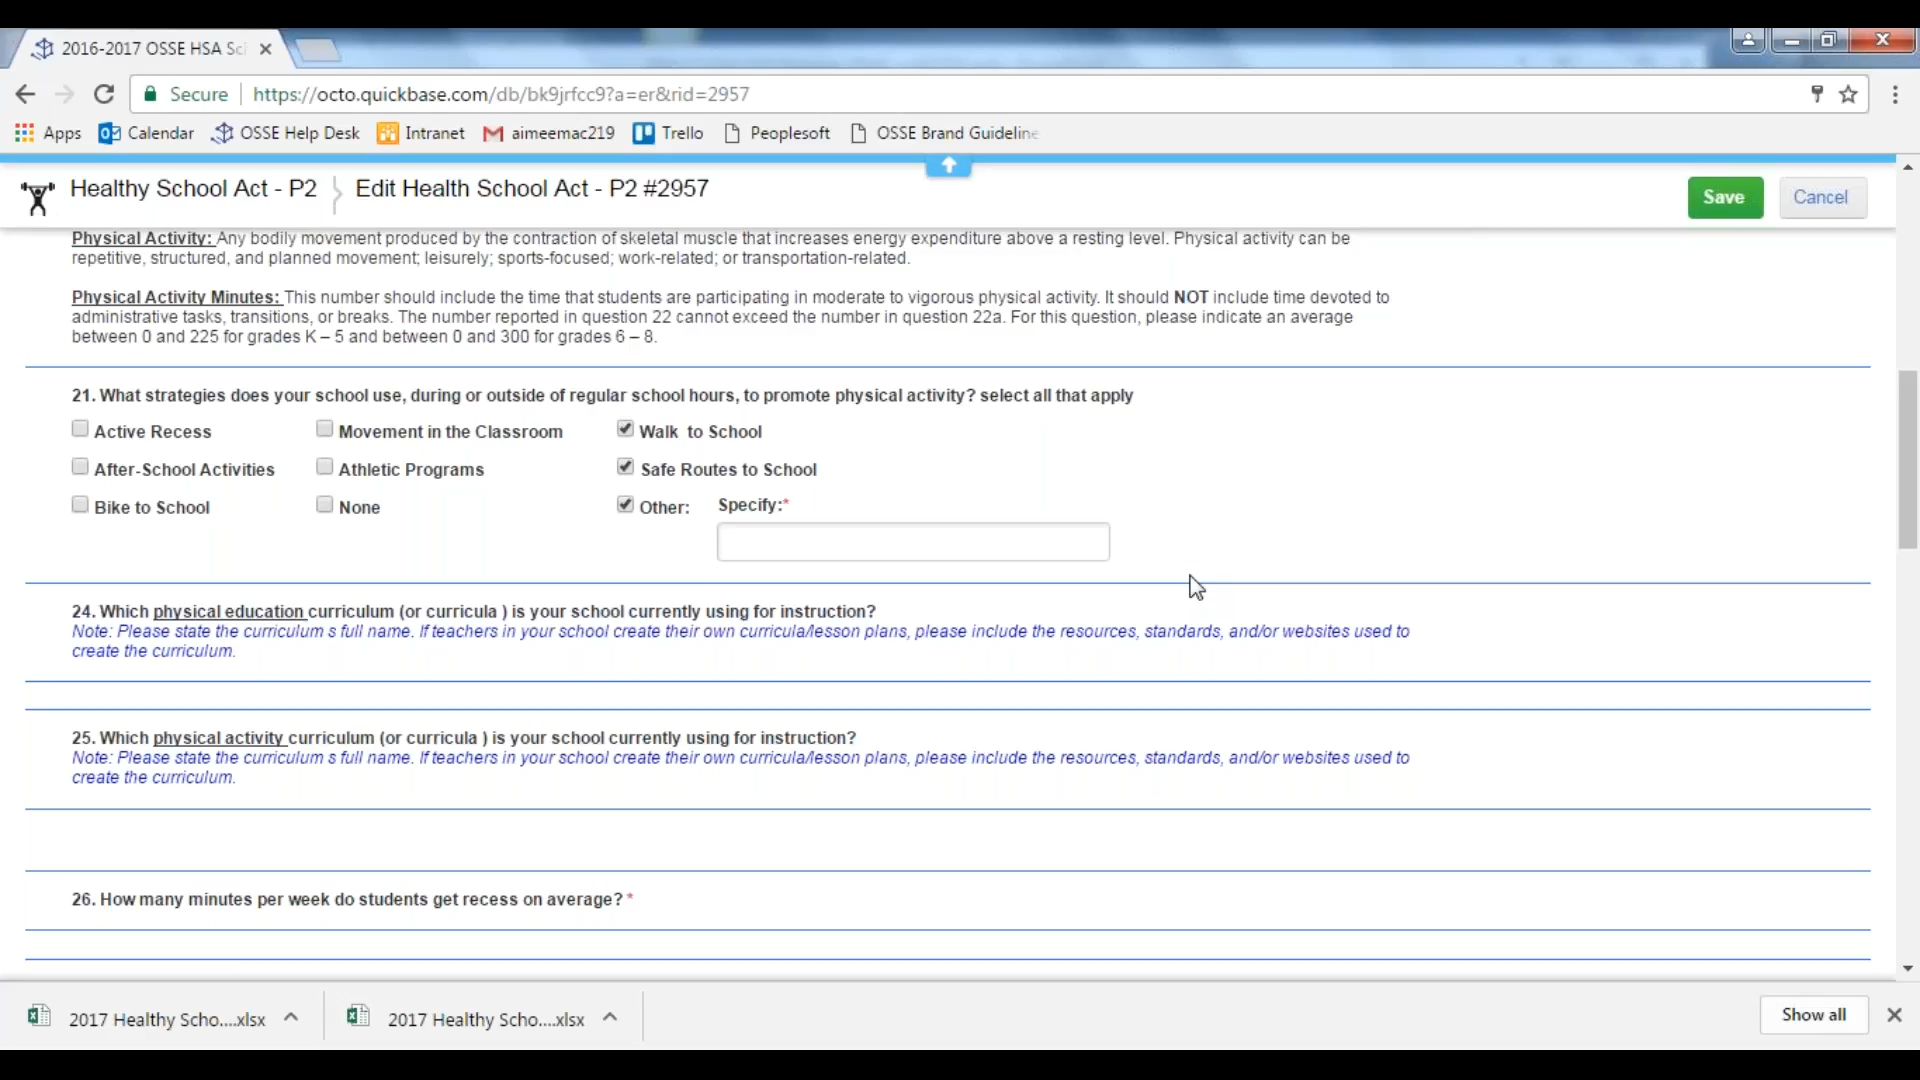 2016-2017 OSSE HSA Sc
Secure https://octo.quickbase.com/db/bk9jrfcc9?a=er&rid=2957
Apps Calendar OSSE Help Desk Intranet aimeemac219 Trello Peoplesoft OSSE Brand Guideline
Healthy School Act - P2 Edit Health School Act - P2 #2957 Save Cancel
Physical Activity: Any bodily movement produced by the contraction of skeletal muscle that increases energy expenditure above a resting level. Physical activity can be
repetitive, structured, and planned movement; leisurely; sports-focused; work-related; or transportation-related.
Physical Activity Minutes: This number should include the time that students are participating in moderate to vigorous physical activity. It should NOT include time devoted to
administrative tasks, transitions, or breaks. The number reported in question 22 cannot exceed the number in question 22a. For this question, please indicate an average
between 0 and 225 for grades K – 5 and between 0 and 300 for grades 6 – 8.
21. What strategies does your school use, during or outside of regular school hours, to promote physical activity? select all that apply
Active Recess Movement in the Classroom Walk to School
After-School Activities Athletic Programs Safe Routes to School
Bike to School None Other: Specify:*
24. Which physical education curriculum (or curricula ) is your school currently using for instruction?
Note: Please state the curriculum s full name. If teachers in your school create their own curricula/lesson plans, please include the resources, standards, and/or websites used to
create the curriculum.
25. Which physical activity curriculum (or curricula ) is your school currently using for instruction?
Note: Please state the curriculum s full name. If teachers in your school create their own curricula/lesson plans, please include the resources, standards, and/or websites used to
create the curriculum.
26. How many minutes per week do students get recess on average? *
2017 Healthy Scho....xlsx 2017 Healthy Scho....xlsx Show all